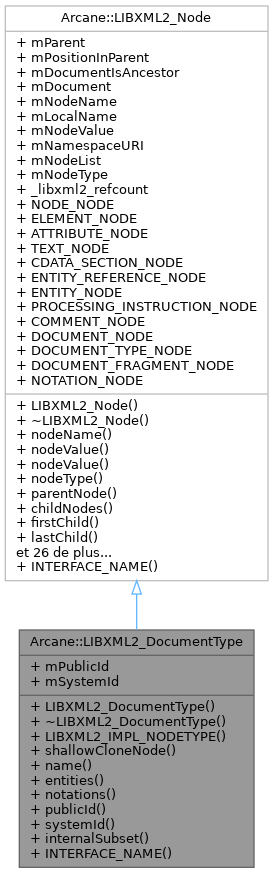 Arcane::LIBXML2_Node
+ mParent
+ mPositionInParent
+ mDocumentIsAncestor
+ mDocument
+ mNodeName
+ mLocalName
+ mNodeValue
+ mNamespaceURI
+ mNodeList
+ mNodeType
+ _libxml2_refcount
+ NODE_NODE
+ ELEMENT_NODE
+ ATTRIBUTE_NODE
+ TEXT_NODE
+ CDATA_SECTION_NODE
+ ENTITY_REFERENCE_NODE
+ ENTITY_NODE
+ PROCESSING_INSTRUCTION_NODE
+ COMMENT_NODE
+ DOCUMENT_NODE
+ DOCUMENT_TYPE_NODE
+ DOCUMENT_FRAGMENT_NODE
+ NOTATION_NODE
+ LIBXML2_Node()
+ ~LIBXML2_Node()
+ nodeName()
+ nodeValue()
+ nodeValue()
+ nodeType()
+ parentNode()
+ childNodes()
+ firstChild()
+ lastChild()
et 26 de plus...
+ INTERFACE_NAME()
Arcane::LIBXML2_DocumentType
+ mPublicId
+ mSystemId
+ LIBXML2_DocumentType()
+ ~LIBXML2_DocumentType()
+ LIBXML2_IMPL_NODETYPE()
+ shallowCloneNode()
+ name()
+ entities()
+ notations()
+ publicId()
+ systemId()
+ internalSubset()
+ INTERFACE_NAME()